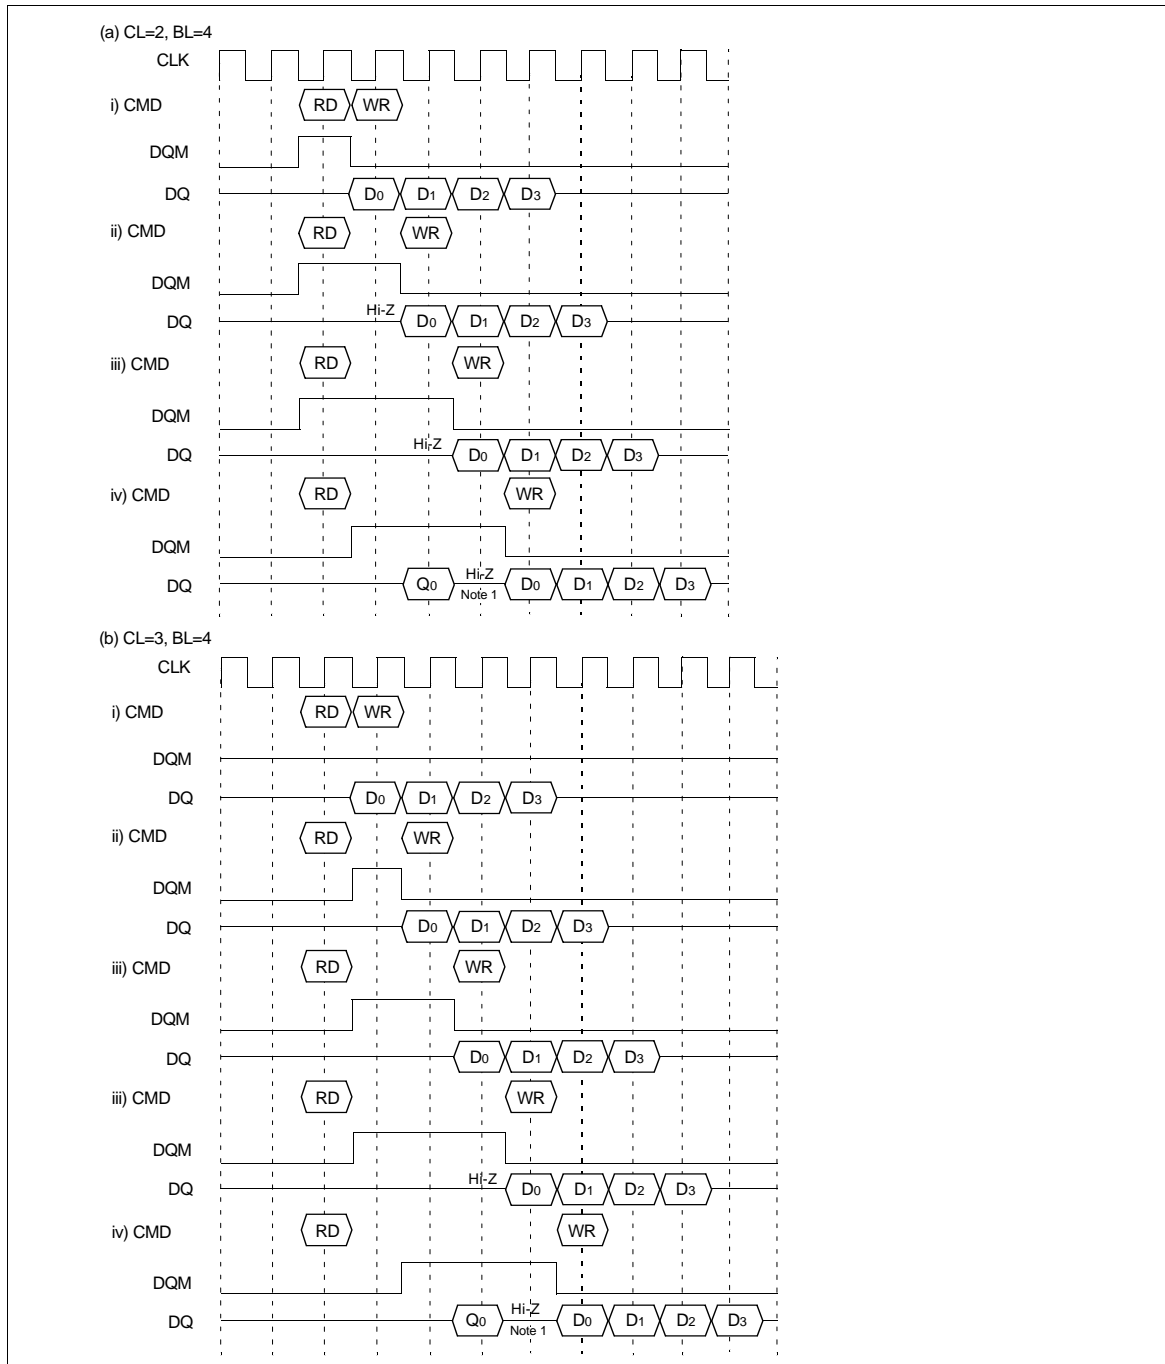 (a) CL=2, BL=4
CLK
i) CMD RD WR
DQM
DQ D0 D1 D2 D3
ii) CMD RD WR
DQM
DQ Hi-Z D0 D1 D2 D3
iii) CMD RD WR
DQM
DQ Hi-Z D0 D1 D2 D3
iv) CMD RD WR
DQM
DQ Q0 Hi-Z Note 1 D0 D1 D2 D3
(b) CL=3, BL=4
CLK
i) CMD RD WR
DQM
DQ D0 D1 D2 D3
ii) CMD RD WR
DQM
DQ D0 D1 D2 D3
iii) CMD RD WR
DQM
DQ D0 D1 D2 D3
iii) CMD RD WR
DQM
DQ Hi-Z D0 D1 D2 D3
iv) CMD RD WR
DQM
DQ Q0 Hi-Z Note 1 D0 D1 D2 D3